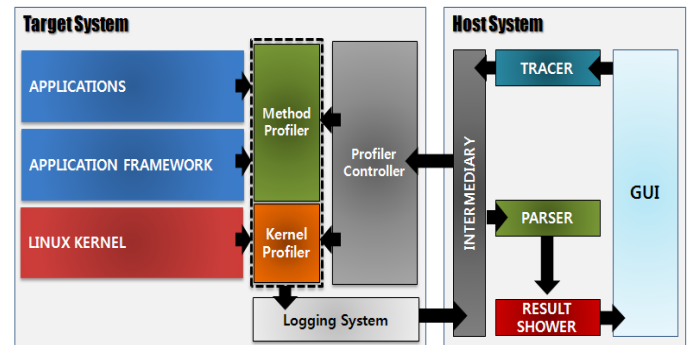 Target System
Host System
APPLICATIONS
APPLICATION FRAMEWORK
LINUX KERNEL
Method
Profiler
Kernel
Profiler
Profiler
Controller
Logging System
INTERMEDIARY
TRACER
PARSER
RESULT
SHOWER
GUI